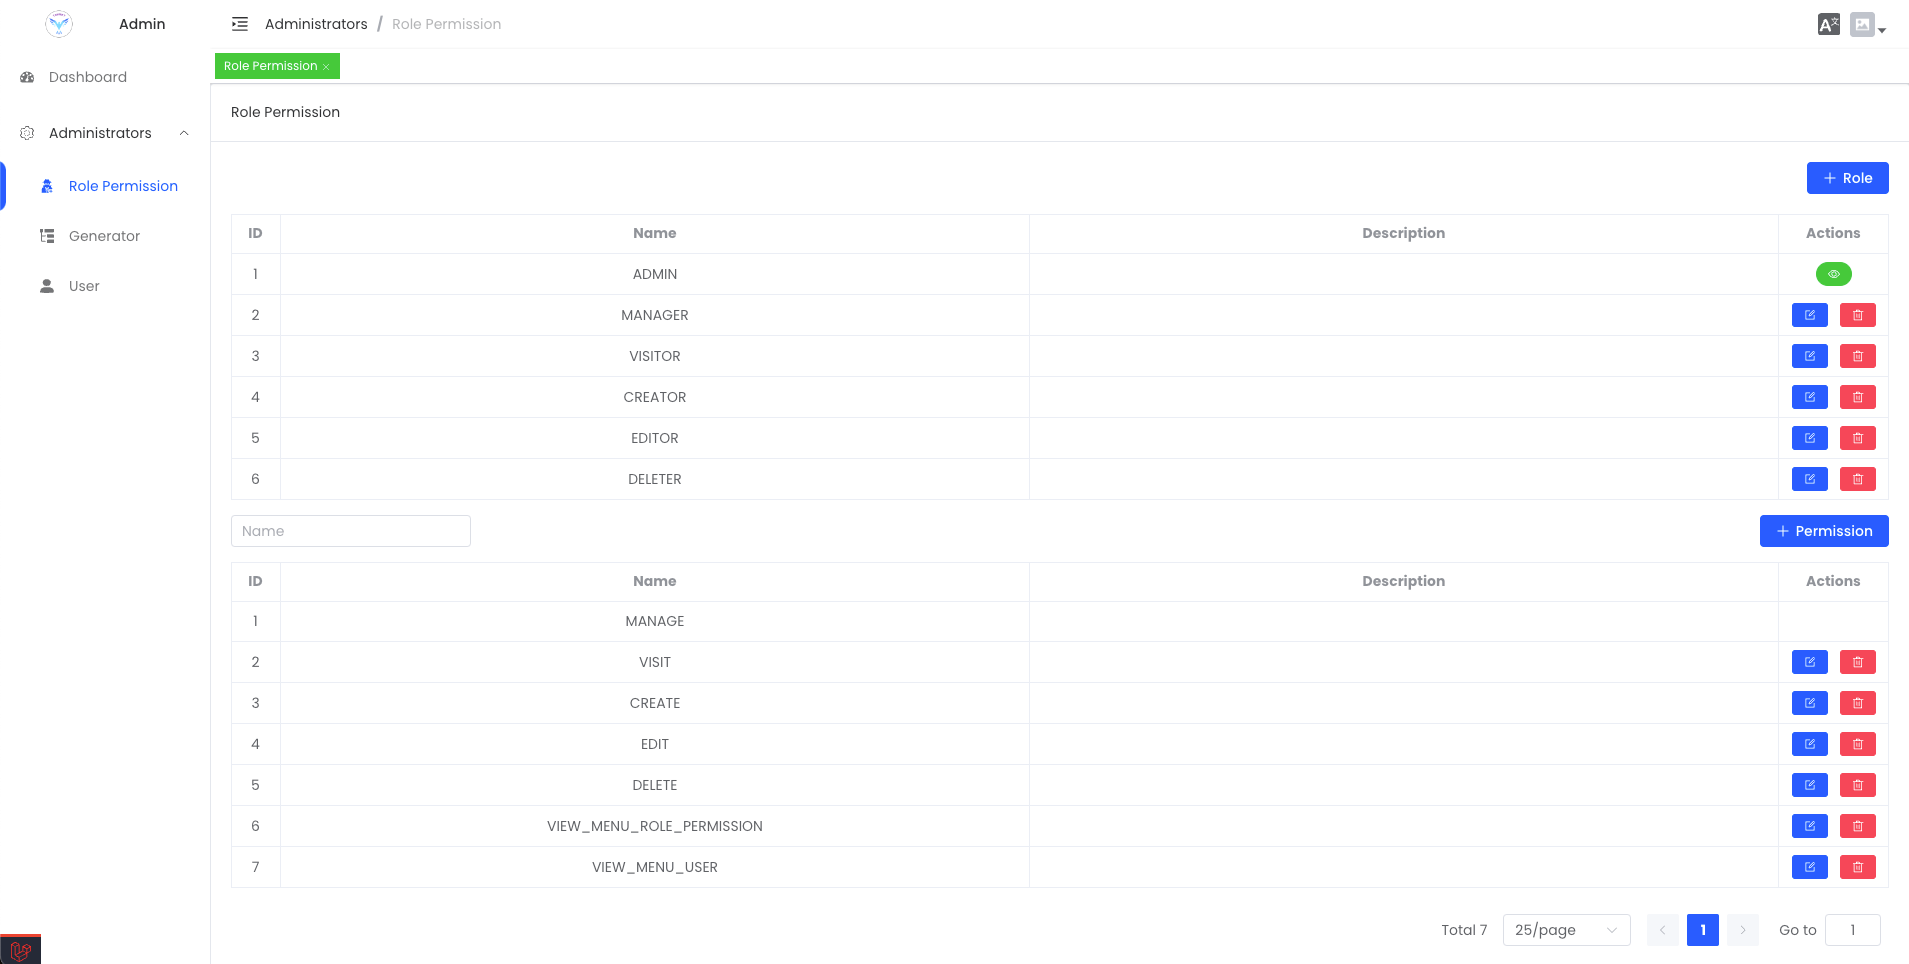 Admin
Administrators / Role Permission
Role Permission
Dashboard
Administrators
Role Permission
Generator
User
Role Permission
Role
ID Name Description Actions
1 ADMIN
2 MANAGER
3 VISITOR
4 CREATOR
5 EDITOR
6 DELETER
Name
Permission
ID Name Description Actions
1 MANAGE
2 VISIT
3 CREATE
4 EDIT
5 DELETE
6 VIEW_MENU_ROLE_PERMISSION
7 VIEW_MENU_USER
Total 7 25/page 1 Go to 1